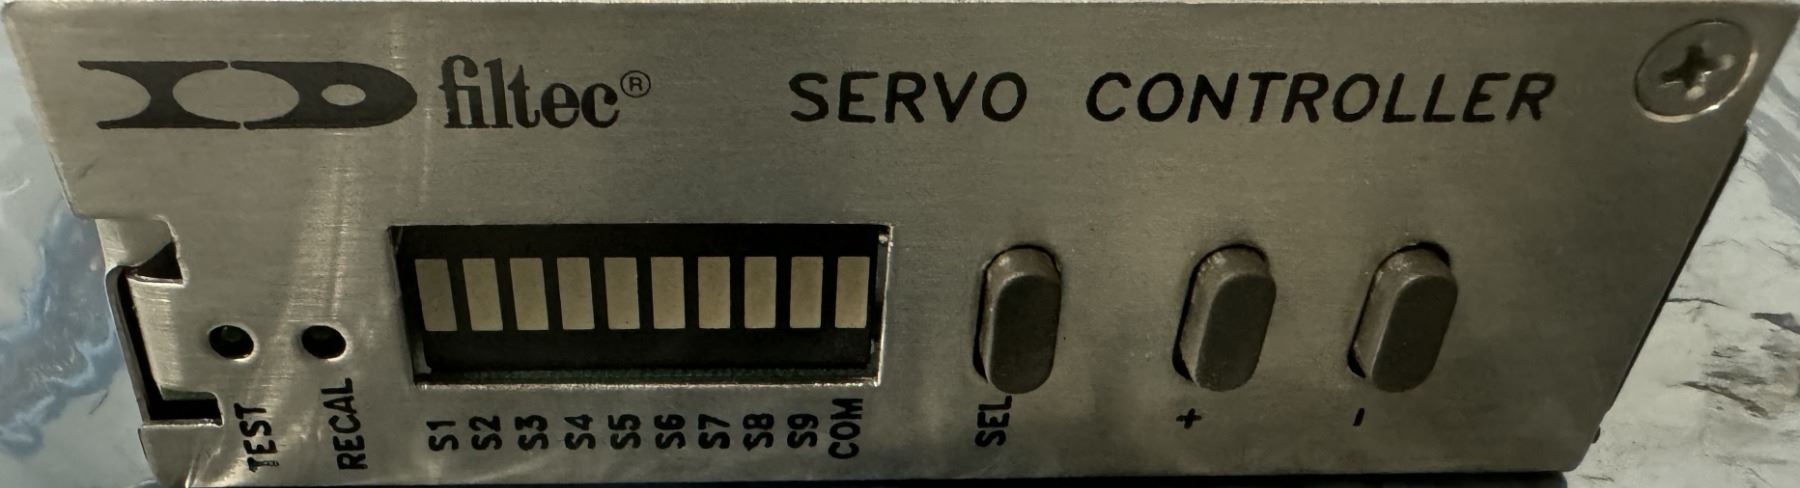 filtec® SERVO CONTROLLER
TEST
RECAL
S1
S2
S3
S4
S5
S6
S7
S8
S9
COM
SEL
+
-